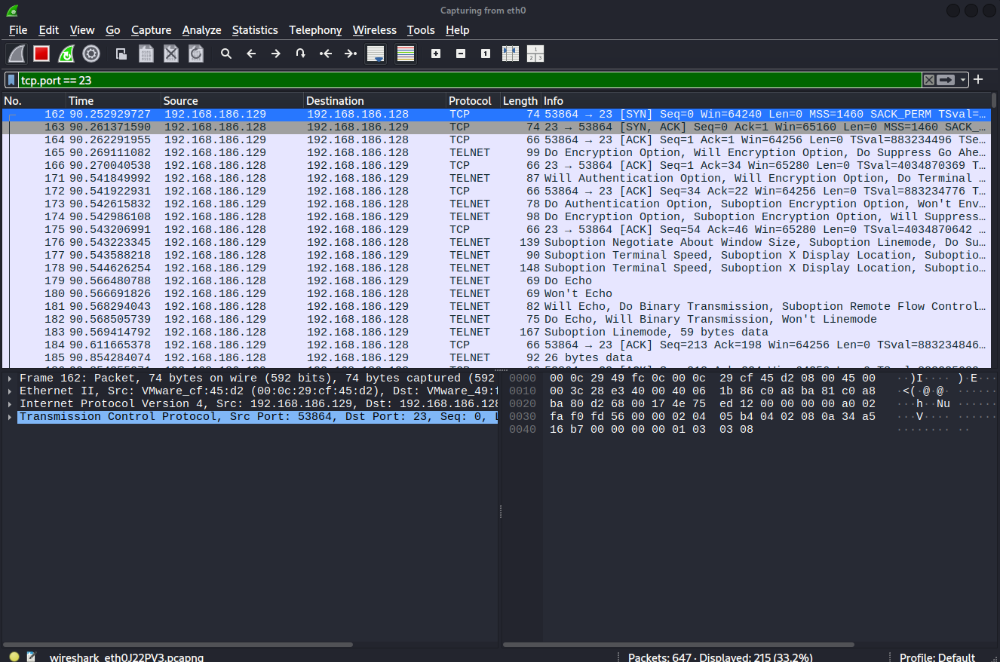 Capturing from eth0
File Edit View Go Capture Analyze Statistics Telephony Wireless Tools Help
tcp.port == 23
No. Time Source Destination Protocol Length Info
162 90.252929727 192.168.186.129 192.168.186.128 TCP 74 53864 → 23 [SYN] Seq=0 Win=64240 Len=0 MSS=1460 SACK_PERM TSval=…
163 90.261371590 192.168.186.128 192.168.186.129 TCP 74 23 → 53864 [SYN, ACK] Seq=0 Ack=1 Win=65160 Len=0 MSS=1460 SACK_…
164 90.262291955 192.168.186.129 192.168.186.128 TCP 66 53864 → 23 [ACK] Seq=1 Ack=1 Win=64256 Len=0 TSval=883234496 TSe…
165 90.269111082 192.168.186.129 192.168.186.128 TELNET 99 Do Encryption Option, Will Encryption Option, Do Suppress Go Ahe…
166 90.270040538 192.168.186.128 192.168.186.129 TCP 66 23 → 53864 [ACK] Seq=1 Ack=34 Win=65280 Len=0 TSval=4034870369 T…
171 90.541849992 192.168.186.128 192.168.186.129 TELNET 87 Will Authentication Option, Will Encryption Option, Do Terminal …
172 90.541922931 192.168.186.129 192.168.186.128 TCP 66 53864 → 23 [ACK] Seq=34 Ack=22 Win=64256 Len=0 TSval=883234776 T…
173 90.542615832 192.168.186.129 192.168.186.128 TELNET 78 Do Authentication Option, Suboption Encryption Option, Won't Env…
174 90.542986108 192.168.186.128 192.168.186.129 TELNET 98 Do Encryption Option, Suboption Encryption Option, Will Suppress…
175 90.543206991 192.168.186.128 192.168.186.129 TCP 66 23 → 53864 [ACK] Seq=54 Ack=46 Win=65280 Len=0 TSval=4034870642 …
176 90.543223345 192.168.186.129 192.168.186.128 TELNET 139 Suboption Negotiate About Window Size, Suboption Linemode, Do Su…
177 90.543588218 192.168.186.128 192.168.186.129 TELNET 90 Suboption Terminal Speed, Suboption X Display Location, Suboptio…
178 90.544626254 192.168.186.129 192.168.186.128 TELNET 148 Suboption Terminal Speed, Suboption X Display Location, Suboptio…
179 90.566480788 192.168.186.128 192.168.186.129 TELNET 69 Do Echo
180 90.566691826 192.168.186.129 192.168.186.128 TELNET 69 Won't Echo
181 90.568294043 192.168.186.128 192.168.186.129 TELNET 82 Will Echo, Do Binary Transmission, Suboption Remote Flow Control…
182 90.568505739 192.168.186.129 192.168.186.128 TELNET 75 Do Echo, Will Binary Transmission, Won't Linemode
183 90.569414792 192.168.186.128 192.168.186.129 TELNET 167 Suboption Linemode, 59 bytes data
184 90.611665378 192.168.186.129 192.168.186.128 TCP 66 53864 → 23 [ACK] Seq=213 Ack=198 Win=64256 Len=0 TSval=883234846…
185 90.854284074 192.168.186.128 192.168.186.129 TELNET 92 26 bytes data
Frame 162: Packet, 74 bytes on wire (592 bits), 74 bytes captured (592
Ethernet II, Src: VMware_cf:45:d2 (00:0c:29:cf:45:d2), Dst: VMware_49:f
Internet Protocol Version 4, Src: 192.168.186.129, Dst: 192.168.186.128
Transmission Control Protocol, Src Port: 53864, Dst Port: 23, Seq: 0, L
0000 00 0c 29 49 fc 0c 00 0c 29 cf 45 d2 08 00 45 00 ··)I···· )·E···E·
0010 00 3c 28 e3 40 00 40 06 1b 86 c0 a8 ba 81 c0 a8 ·<(·@·@· ········
0020 ba 80 d2 68 00 17 4e 75 ed 12 00 00 00 00 a0 02 ···h··Nu ········
0030 fa f0 fd 56 00 00 02 04 05 b4 04 02 08 0a 34 a5 ···V···· ······4·
0040 16 b7 00 00 00 00 01 03 03 08 ········ ··
wireshark_eth0J22PV3.pcapng Packets: 647 · Displayed: 215 (33.2%) Profile: Default